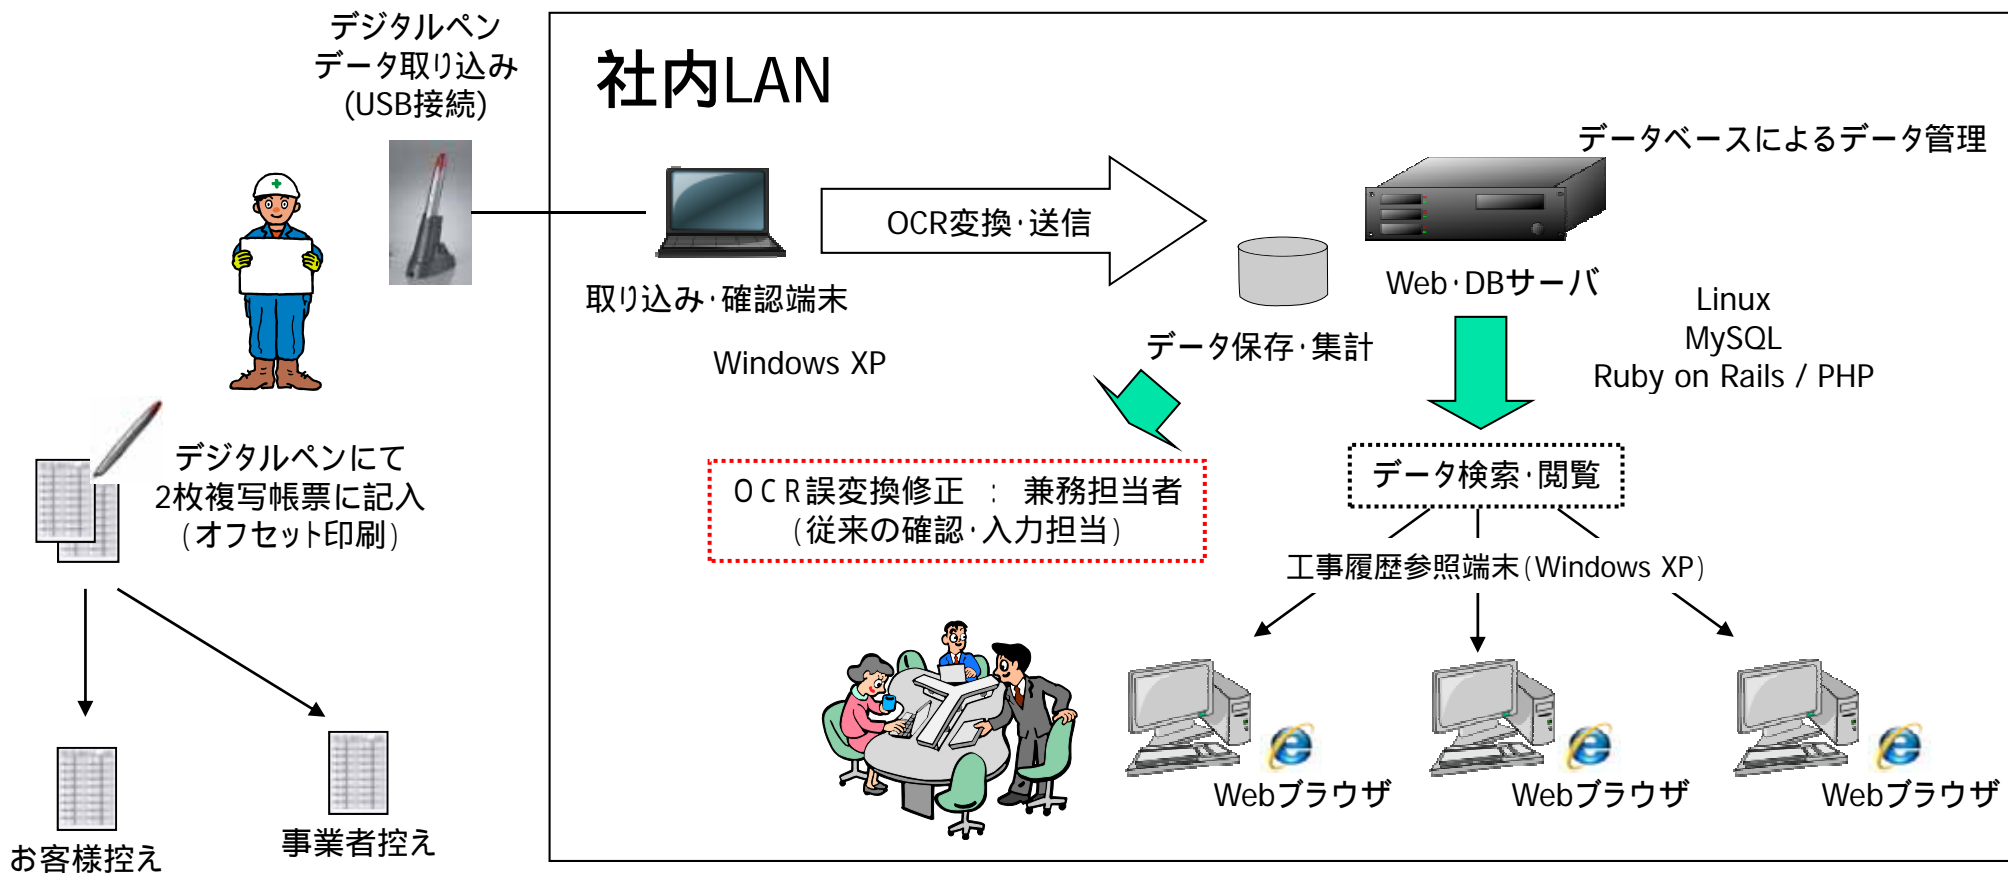 デジタルペン
データ取り込み
(USB接続)
社内LAN
データベースによるデータ管理
OCR変換・送信
取り込み・確認端末
Windows XP
Web・DBサーバ
データ保存・集計
Linux
MySQL
Ruby on Rails / PHP
デジタルペンにて
2枚複写帳票に記入
(オフセット印刷)
OCR誤変換修正 : 兼務担当者
(従来の確認・入力担当)
データ検索・閲覧
工事履歴参照端末(Windows XP)
Webブラウザ
Webブラウザ
Webブラウザ
お客様控え
事業者控え